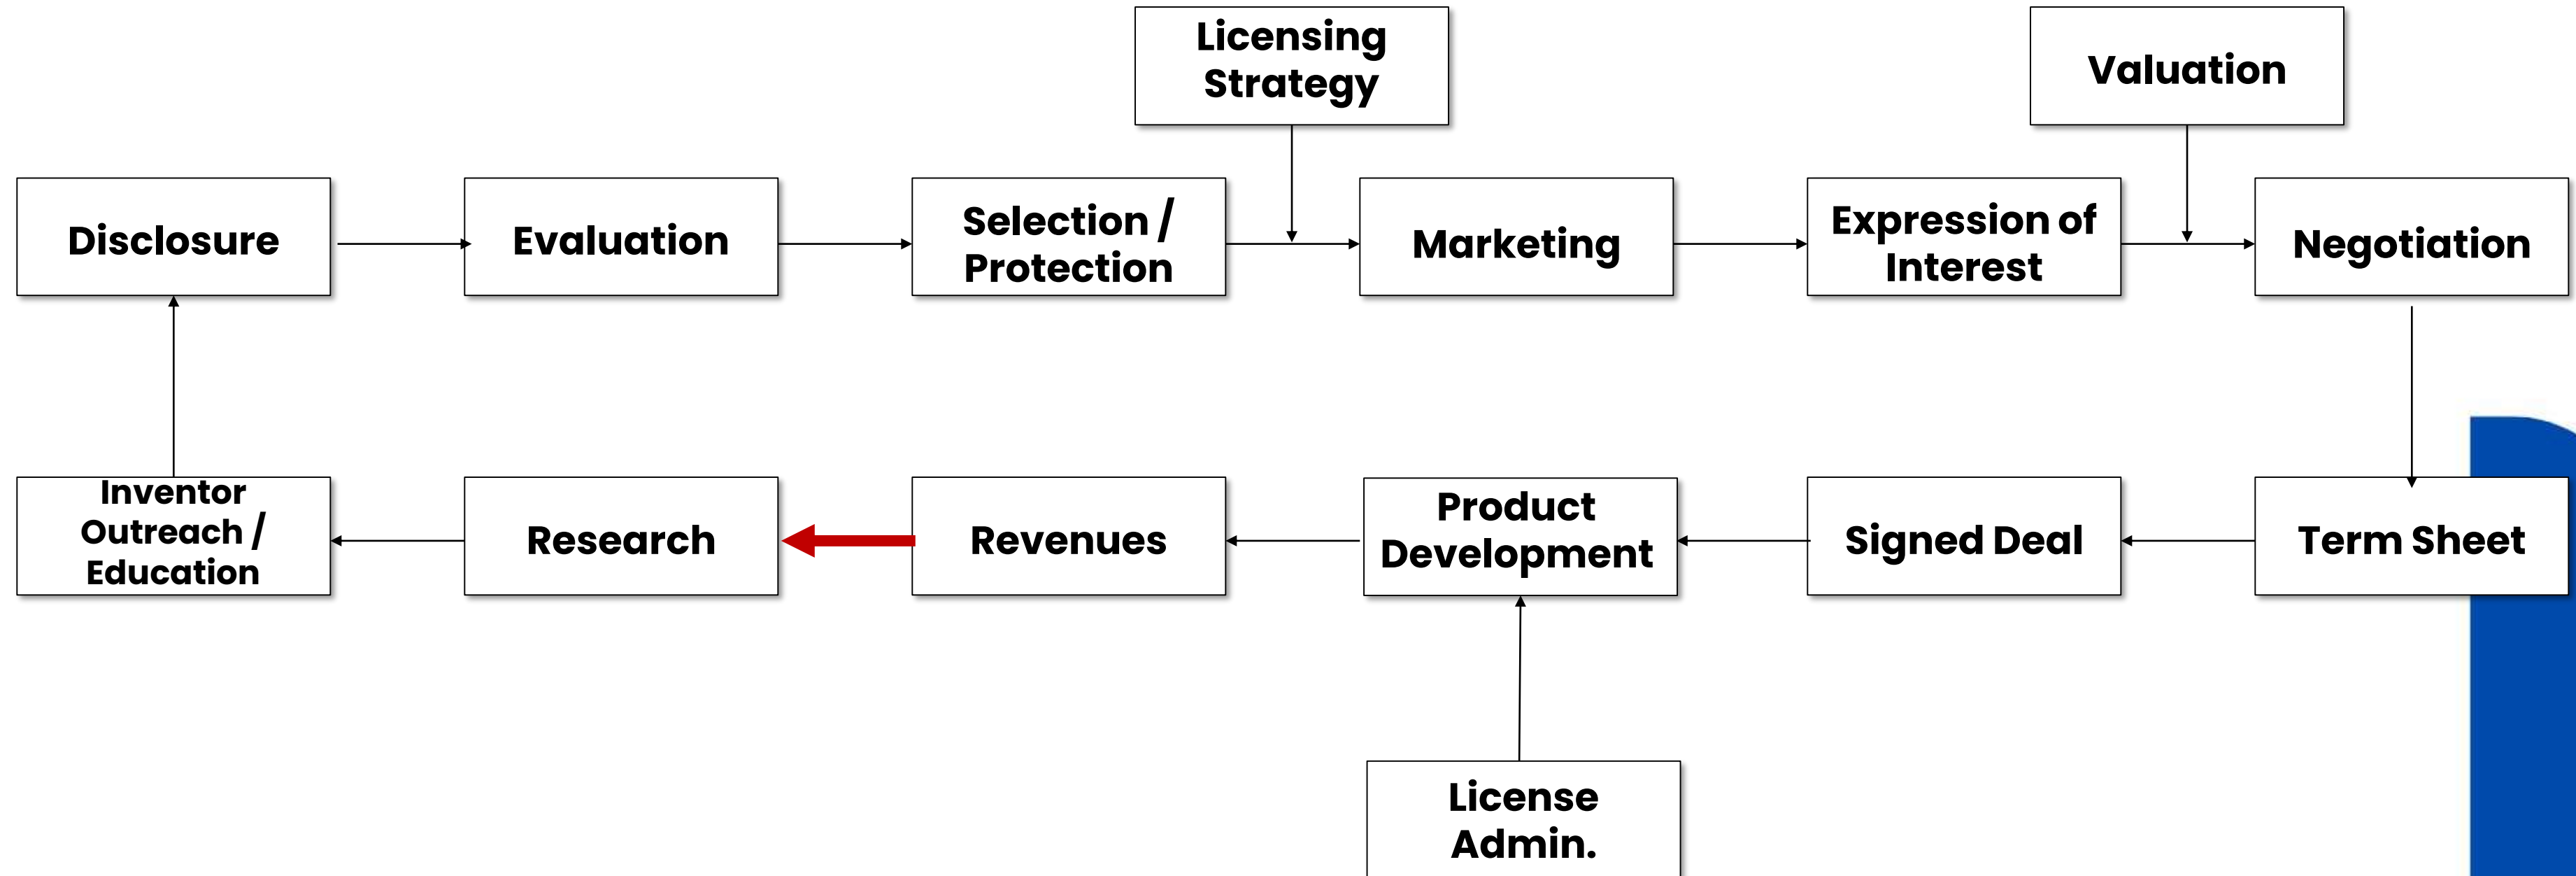 Licensing
Strategy
Valuation
Disclosure
Evaluation
Selection /
Protection
Marketing
Expression of
Interest
Negotiation
Inventor
Outreach /
Education
Research
Revenues
Product
Development
Signed Deal
Term Sheet
License
Admin.